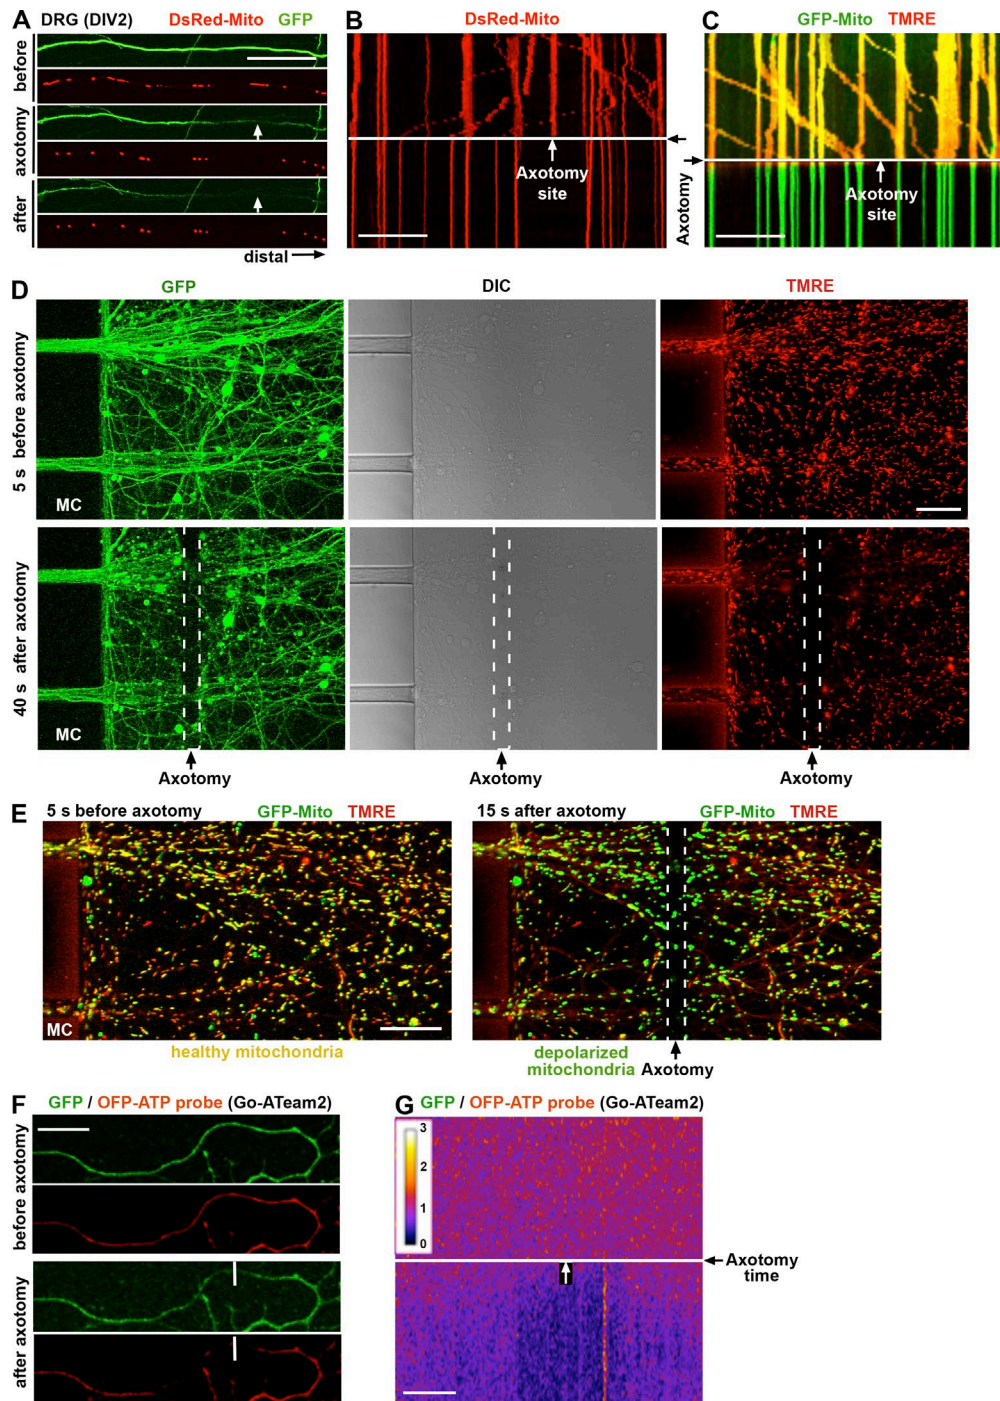 A DRG (DIV2) DsRed-Mito GFP
before
axotomy
after
distal
B DsRed-Mito
Axotomy
site
C GFP-Mito TMRE
Axotomy
Axotomy
site
D GFP DIC TMRE
5 s before axotomy
MC
40 s after axotomy
MC
Axotomy Axotomy Axotomy
E 5 s before axotomy GFP-Mito TMRE 15 s after axotomy GFP-Mito TMRE
MC
healthy mitochondria
depolarized
mitochondria Axotomy
F GFP / OFP-ATP probe (Go-ATeam2)
before axotomy
after axotomy
G GFP / OFP-ATP probe (Go-ATeam2)
3
2
1
0
Axotomy
time